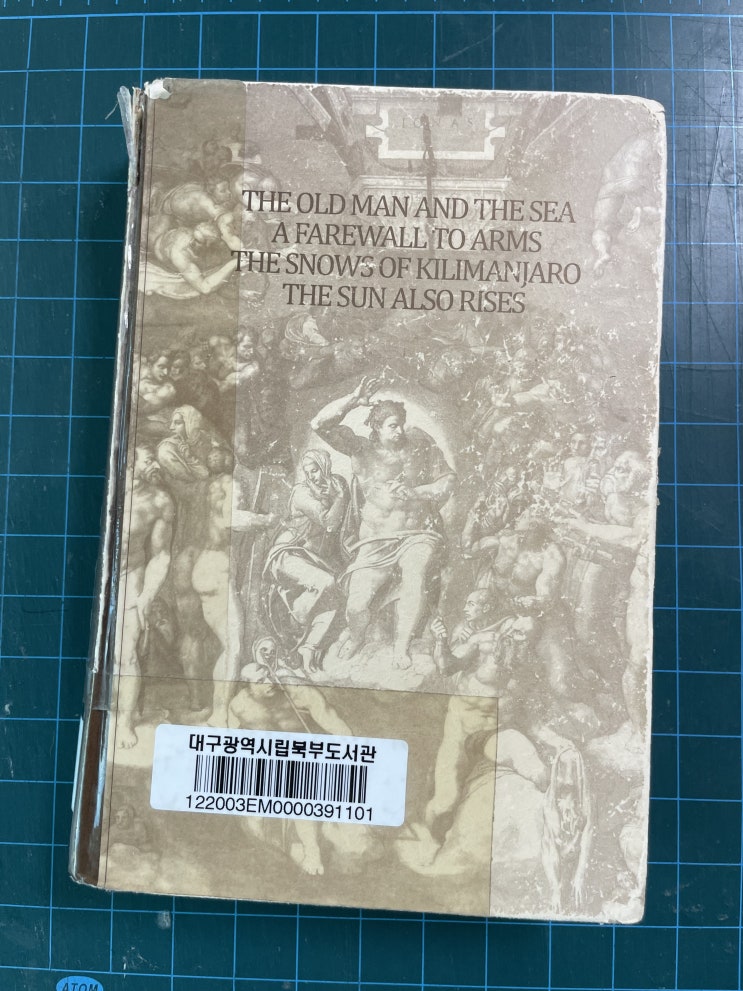 THE OLD MAN AND THE SEA
A FAREWALL TO ARMS
THE SNOWS OF KILIMANJARO
THE SUN ALSO RISES
대구광역시립북부도서관
122003EM0000391101
ATOM